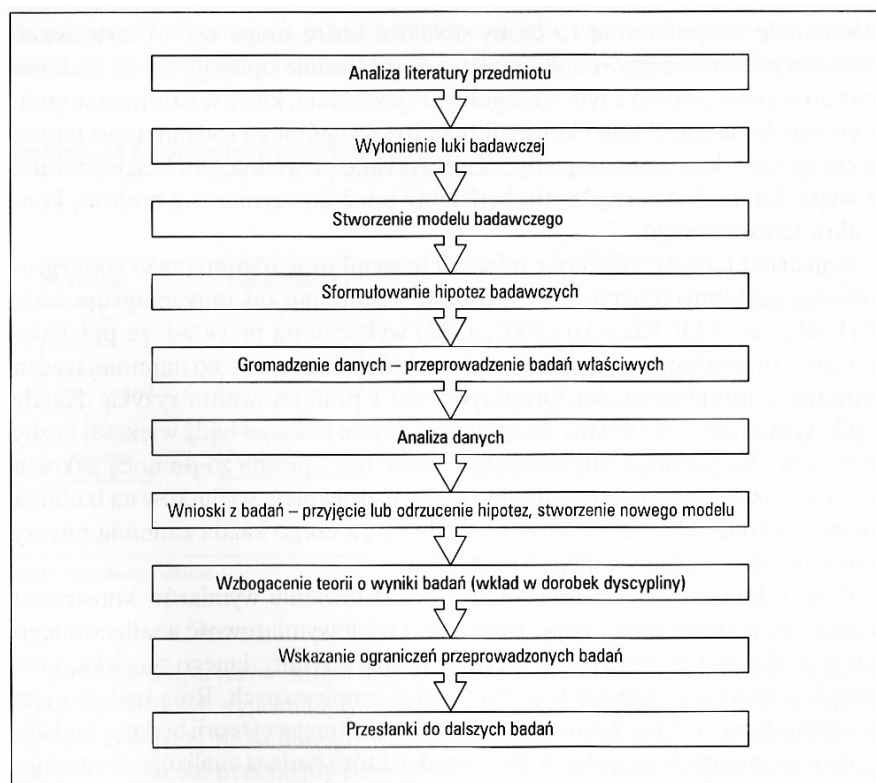 Analiza literatury przedmiotu
Wyłonienie luki badawczej
Stworzenie modelu badawczego
Sformułowanie hipotez badawczych
Gromadzenie danych – przeprowadzenie badań właściwych
Analiza danych
Wnioski z badań – przyjęcie lub odrzucenie hipotez, stworzenie nowego modelu
Wzbogacenie teorii o wyniki badań (wkład w dorobek dyscypliny)
Wskazanie ograniczeń przeprowadzonych badań
Przesłanki do dalszych badań